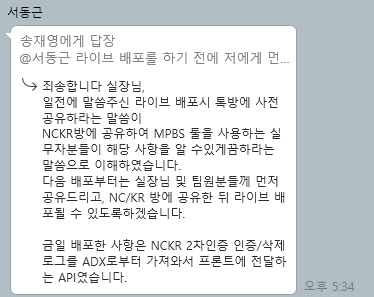 서동근
송재영에게 답장
@서동근 라이브 배포를 하기 전에 저에게 먼...
죄송합니다 실장님,
일전에 말씀주신 라이브 배포시 톡방에 사전
공유하라는 말씀이
NCKR방에 공유하여 MPBS 툴을 사용하는 실
무자분들이 해당 사항을 알 수있게끔하라는
말씀으로 이해하였습니다.
다음 배포부터는 실장님 및 팀원분들께 먼저
공유드리고, NC/KR 방에 공유한 뒤 라이브 배
포될 수 있도록하겠습니다.
금일 배포한 사항은 NCKR 2차인증 인증/삭제
로그를 ADX로부터 가져와서 프론트에 전달하
는 API였습니다.
오후 5:34